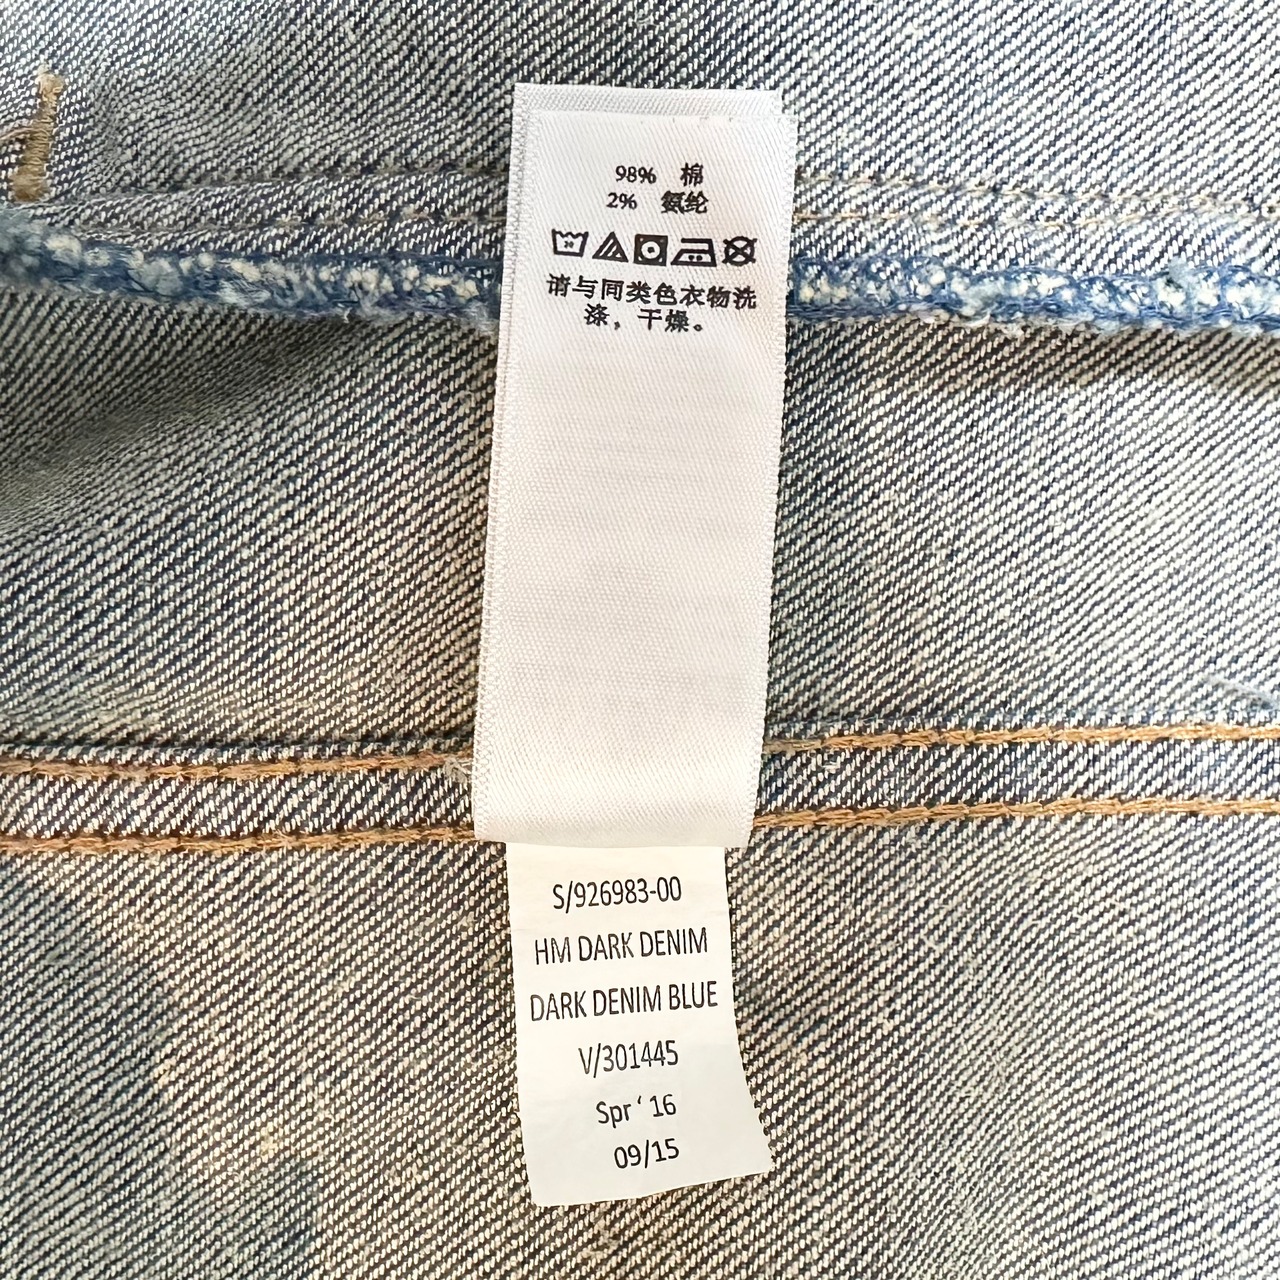 98% 棉
2% 氨纶
30
请与同类色衣物洗
涤，干燥。
S/926983-00
HM DARK DENIM
DARK DENIM BLUE
V/301445
Spr ‘ 16
09/15